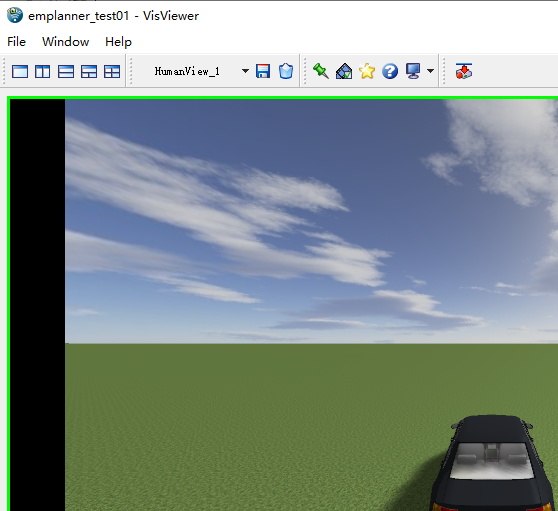 emplanner_test01 - VisViewer
File Window Help
HumanView_1